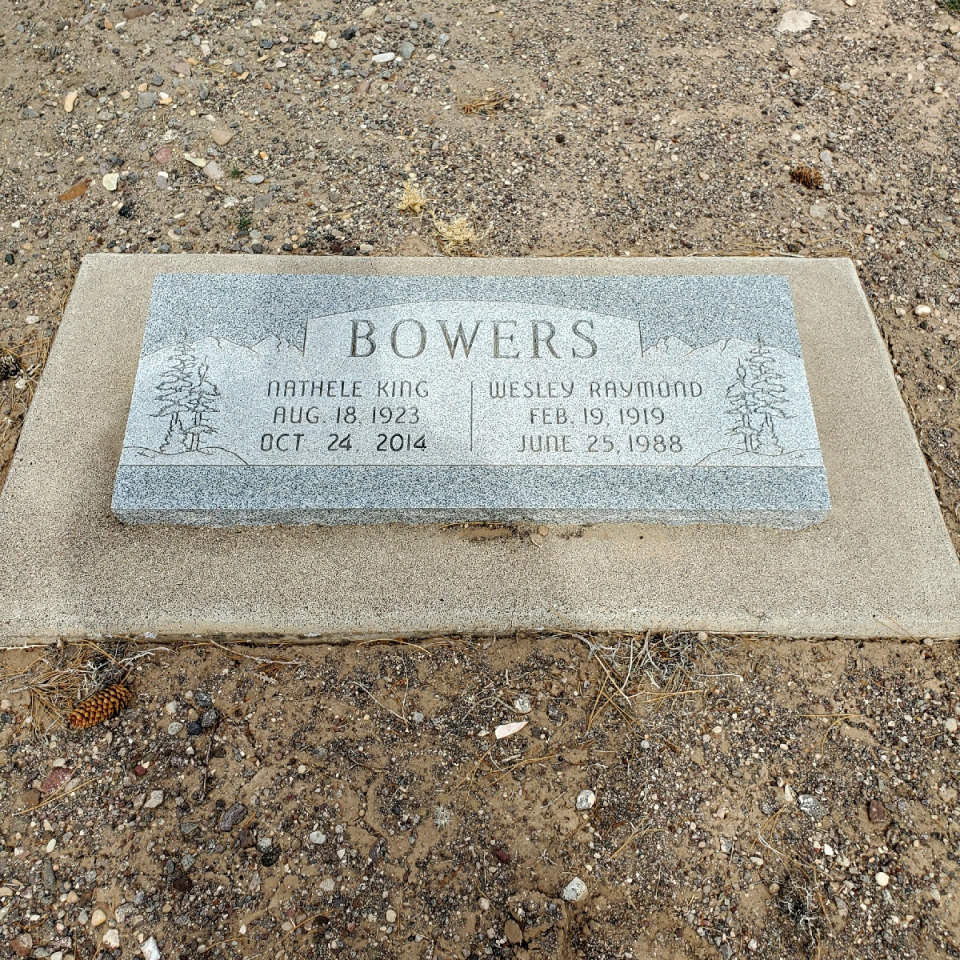 BOWERS
NATHELE KING
AUG. 18, 1923
OCT. 24, 2014
WESLEY RAYMOND
FEB. 19, 1919
JUNE 25, 1988